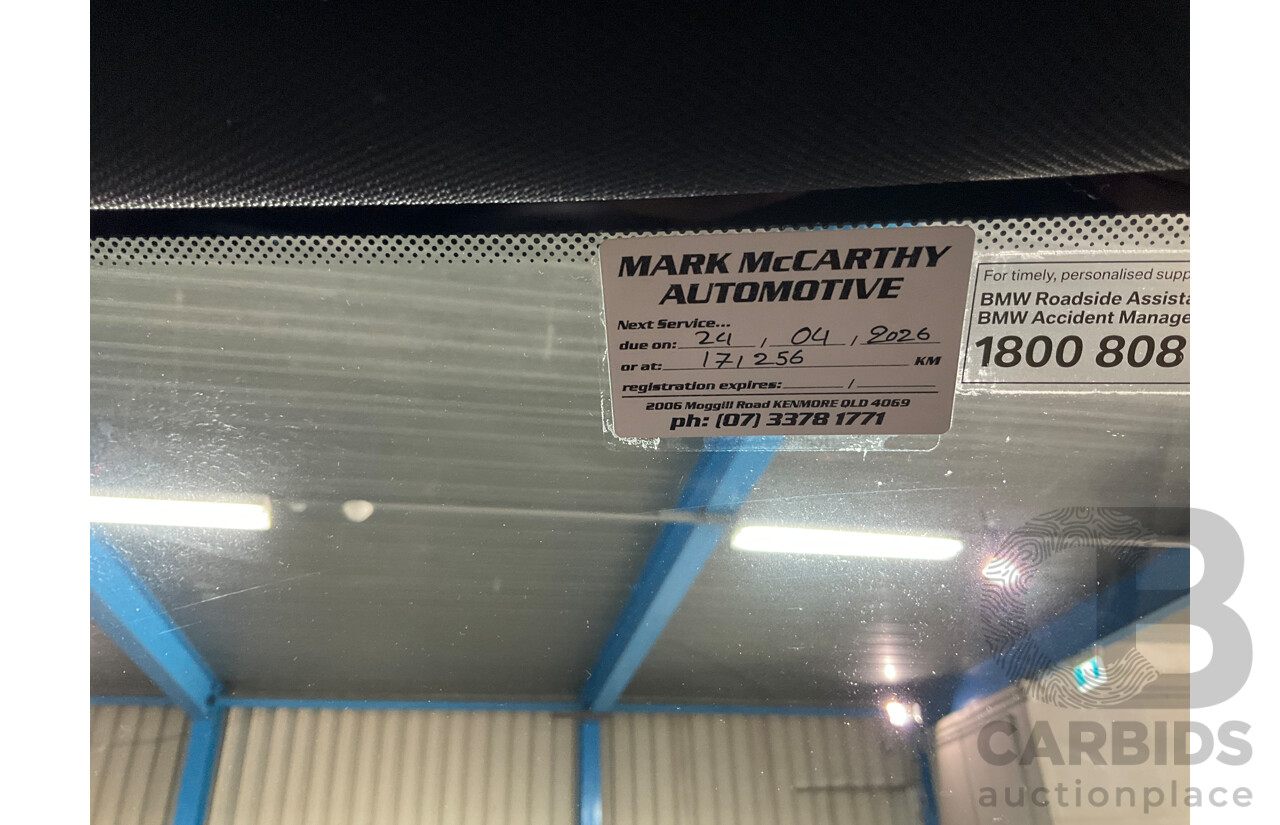 MARK McCARTHY
AUTOMOTIVE
Next Service...
due on: 24 / 04 / 2026
or at: 171256 KM
registration expires: /
2006 Moggill Road KENMORE QLD 4069
ph: (07) 3378 1771
For timely, personalised supp
BMW Roadside Assista
BMW Accident Manage
1800 808
CARBIDS
auctionplace